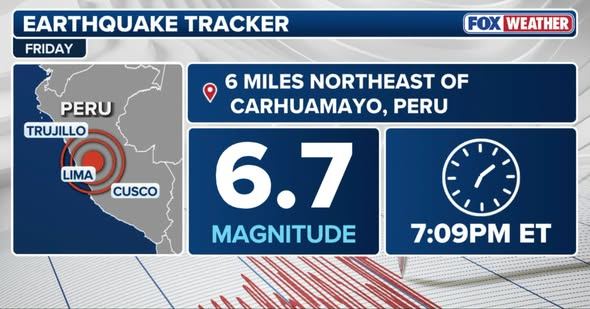 EARTHQUAKE TRACKER
FOX WEATHER
FRIDAY
PERU
TRUJILLO
LIMA
CUSCO
6 MILES NORTHEAST OF
CARHUAMAYO, PERU
6.7
MAGNITUDE
7:09PM ET